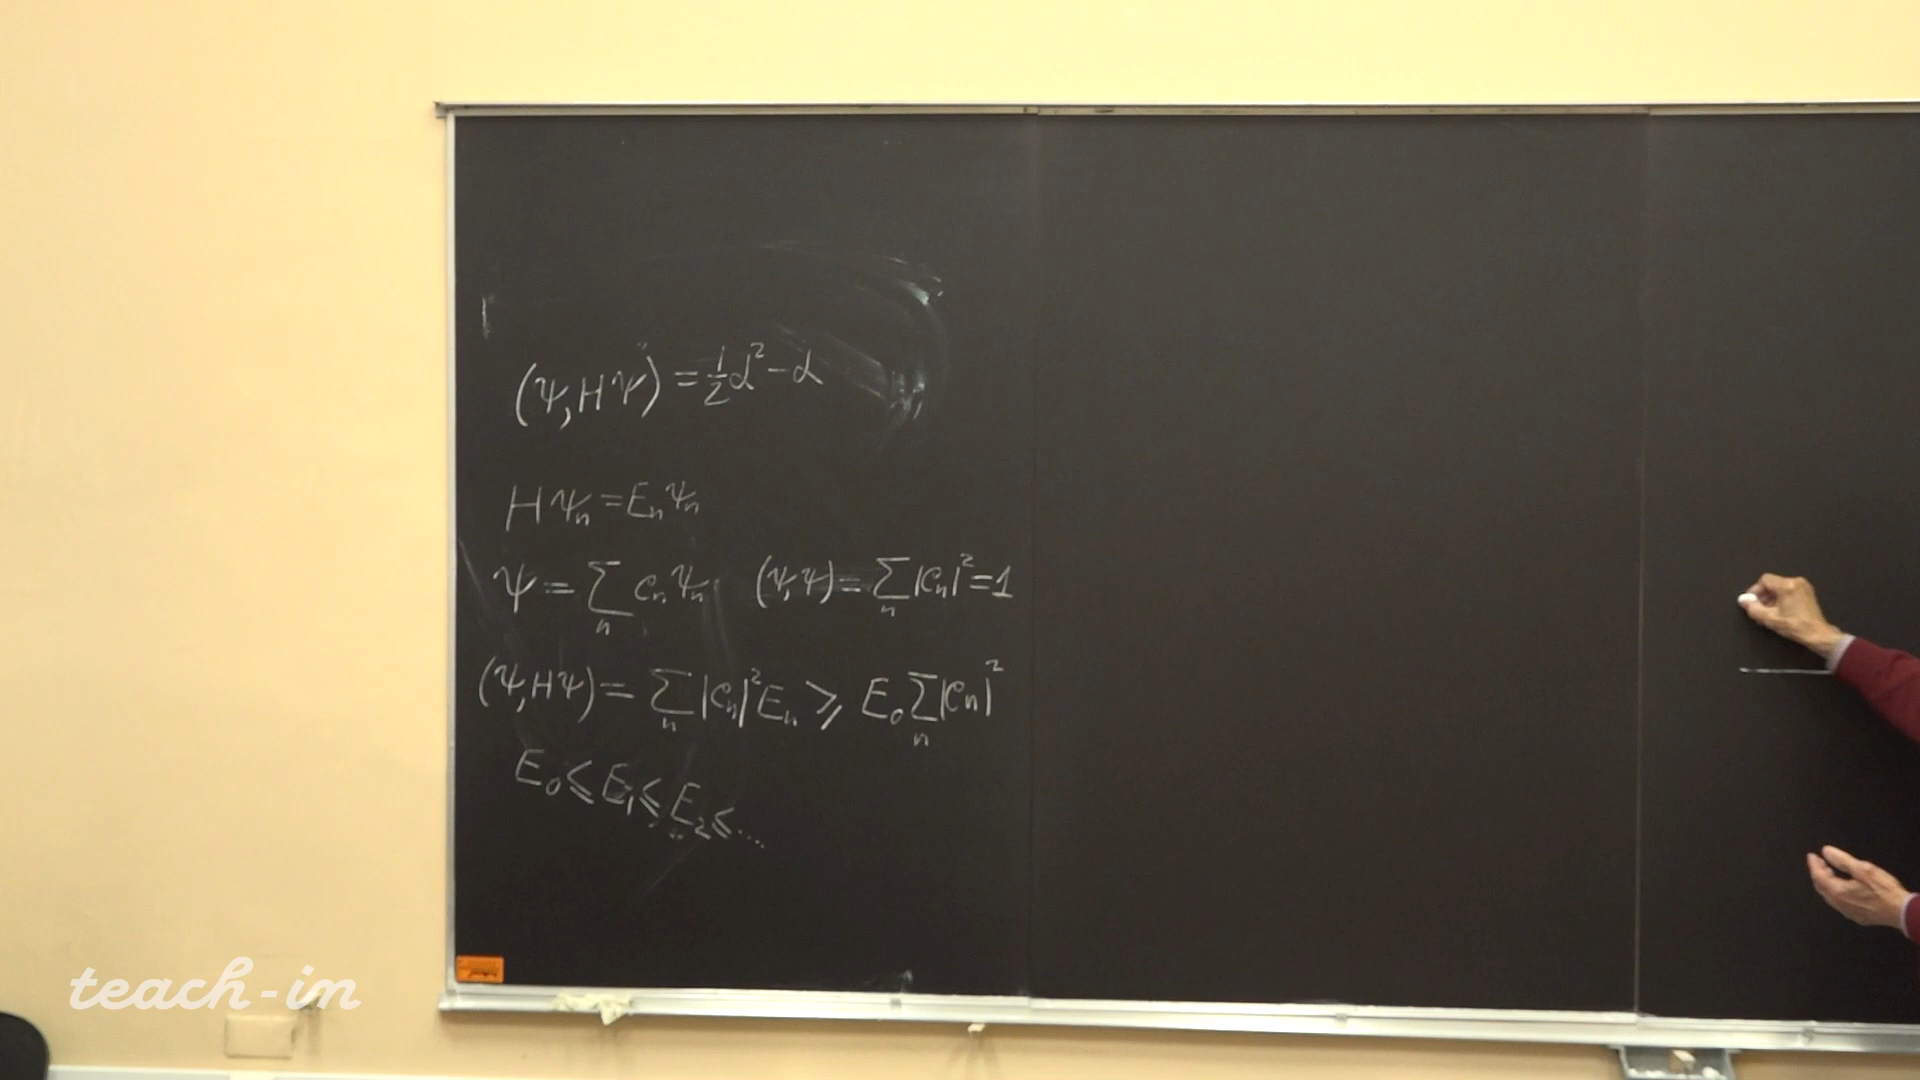 (ψ, Hψ) = ½α² − α
Hψₙ = Eₙψₙ
ψ = ∑ₙ cₙψₙ (ψ, ψ) = ∑ₙ |cₙ|² = 1
(ψ, Hψ) = ∑ₙ |cₙ|² Eₙ ⩾ E₀ ∑ₙ |cₙ|²
E₀ ⩽ E₁ ⩽ E₂ ⩽ ...
teach-in